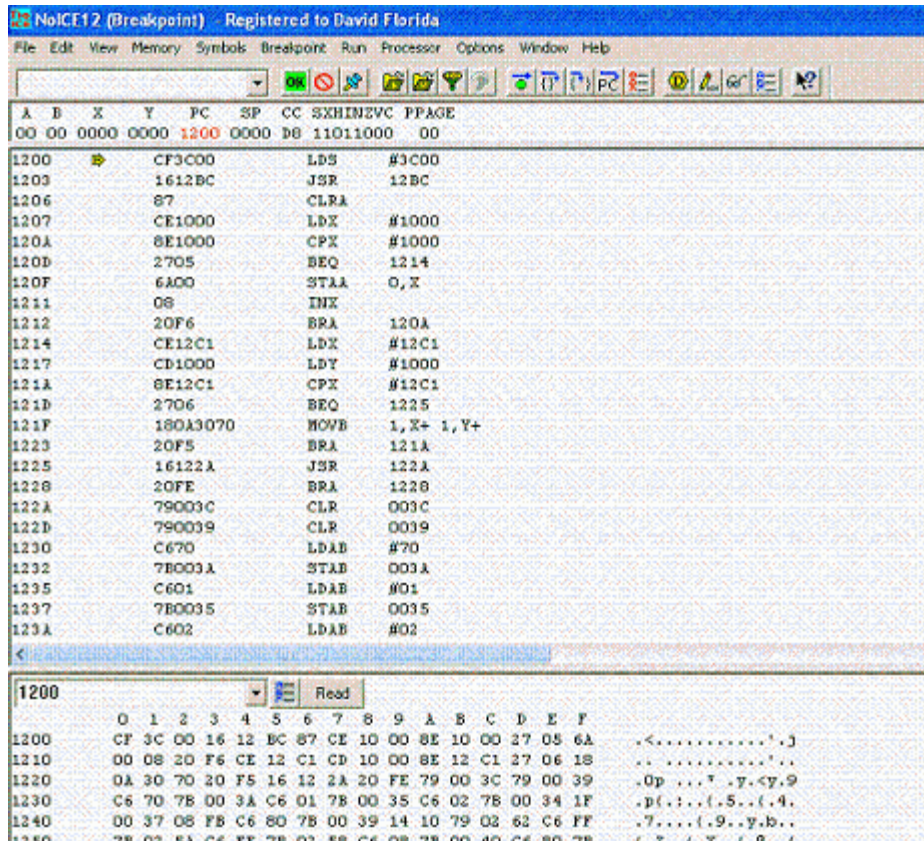 NoICE12 (Breakpoint) - Registered to David Florida
File Edit View Memory Symbols Breakpoint Run Processor Options Window Help
A B X Y PC SP CC SXHINZVC PPAGE
00 00 0000 0000 1200 0000 D8 11011000 00
1200 CF3C00 LDS #3C00
1203 1612BC JSR 12BC
1206 87 CLRA
1207 CE1000 LDX #1000
120A 8E1000 CPX #1000
120D 2705 BEQ 1214
120F 6A00 STAA 0,X
1211 08 INX
1212 20F6 BRA 120A
1214 CE12C1 LDX #12C1
1217 CD1000 LDY #1000
121A 8E12C1 CPX #12C1
121D 2706 BEQ 1225
121F 180A3070 MOVB 1,X+ 1,Y+
1223 20F5 BRA 121A
1225 16122A JSR 122A
1228 20FE BRA 1228
122A 79003C CLR 003C
122D 790039 CLR 0039
1230 C670 LDAB #70
1232 7B003A STAB 003A
1235 C601 LDAB #01
1237 7B0035 STAB 0035
123A C602 LDAB #02
1200 Read
0 1 2 3 4 5 6 7 8 9 A B C D E F
1200 CF 3C 00 16 12 BC 87 CE 10 00 8E 10 00 27 05 6A .<...........'.j
1210 00 08 20 F6 CE 12 C1 CD 10 00 8E 12 C1 27 06 18 .. ..........'..
1220 0A 30 70 20 F5 16 12 2A 20 FE 79 00 3C 79 00 39 .0p ...* .y.<y.9
1230 C6 70 7B 00 3A C6 01 7B 00 35 C6 02 7B 00 34 1F .p{.:..{.5..{.4.
1240 00 37 08 FB C6 80 7B 00 39 14 10 79 02 62 C6 FF .7....{.9..y.b..